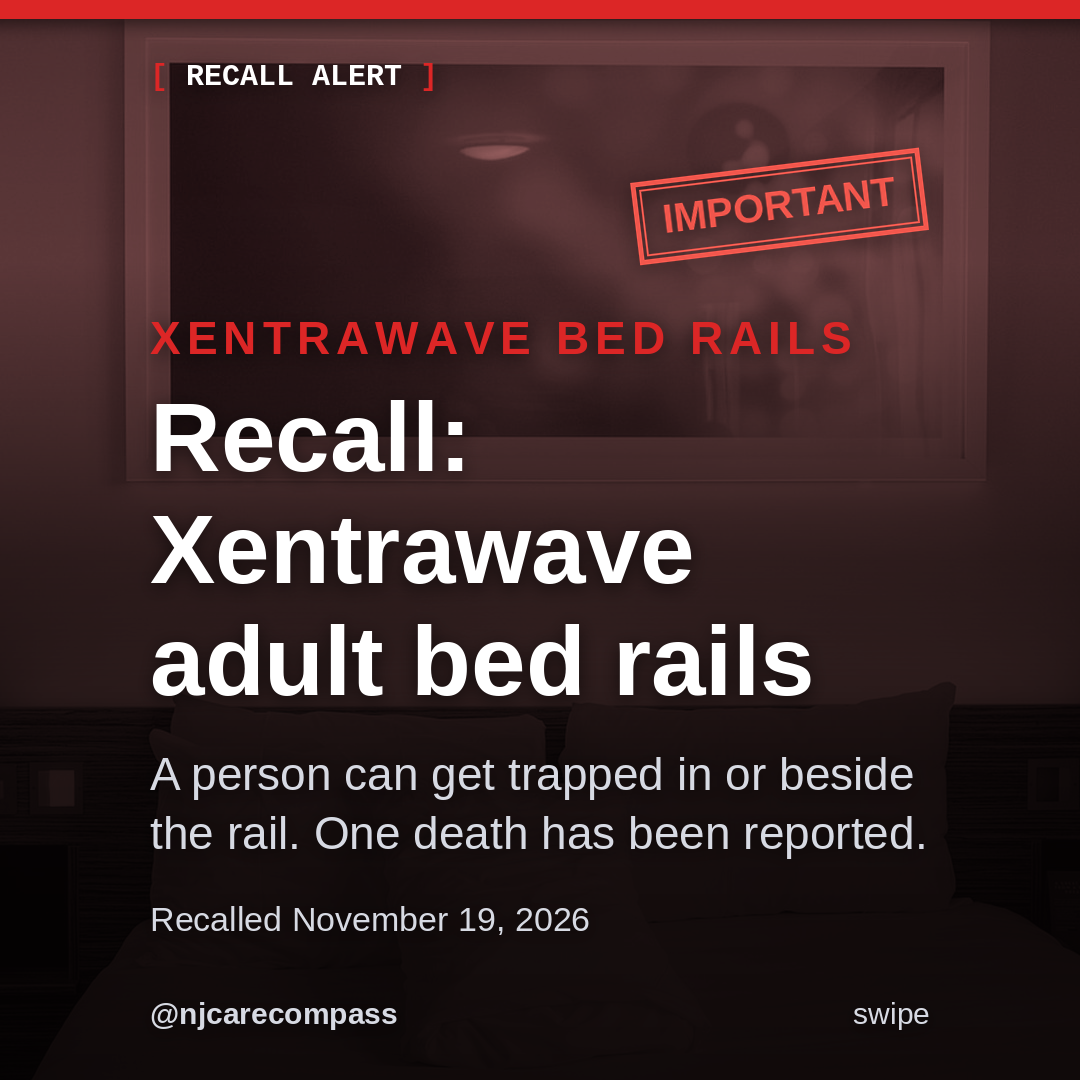 [ RECALL ALERT ]
IMPORTANT
XENTRAWAVE BED RAILS
Recall:
Xentrawave
adult bed rails
A person can get trapped in or beside
the rail. One death has been reported.
Recalled November 19, 2026
@njcarecompass
swipe